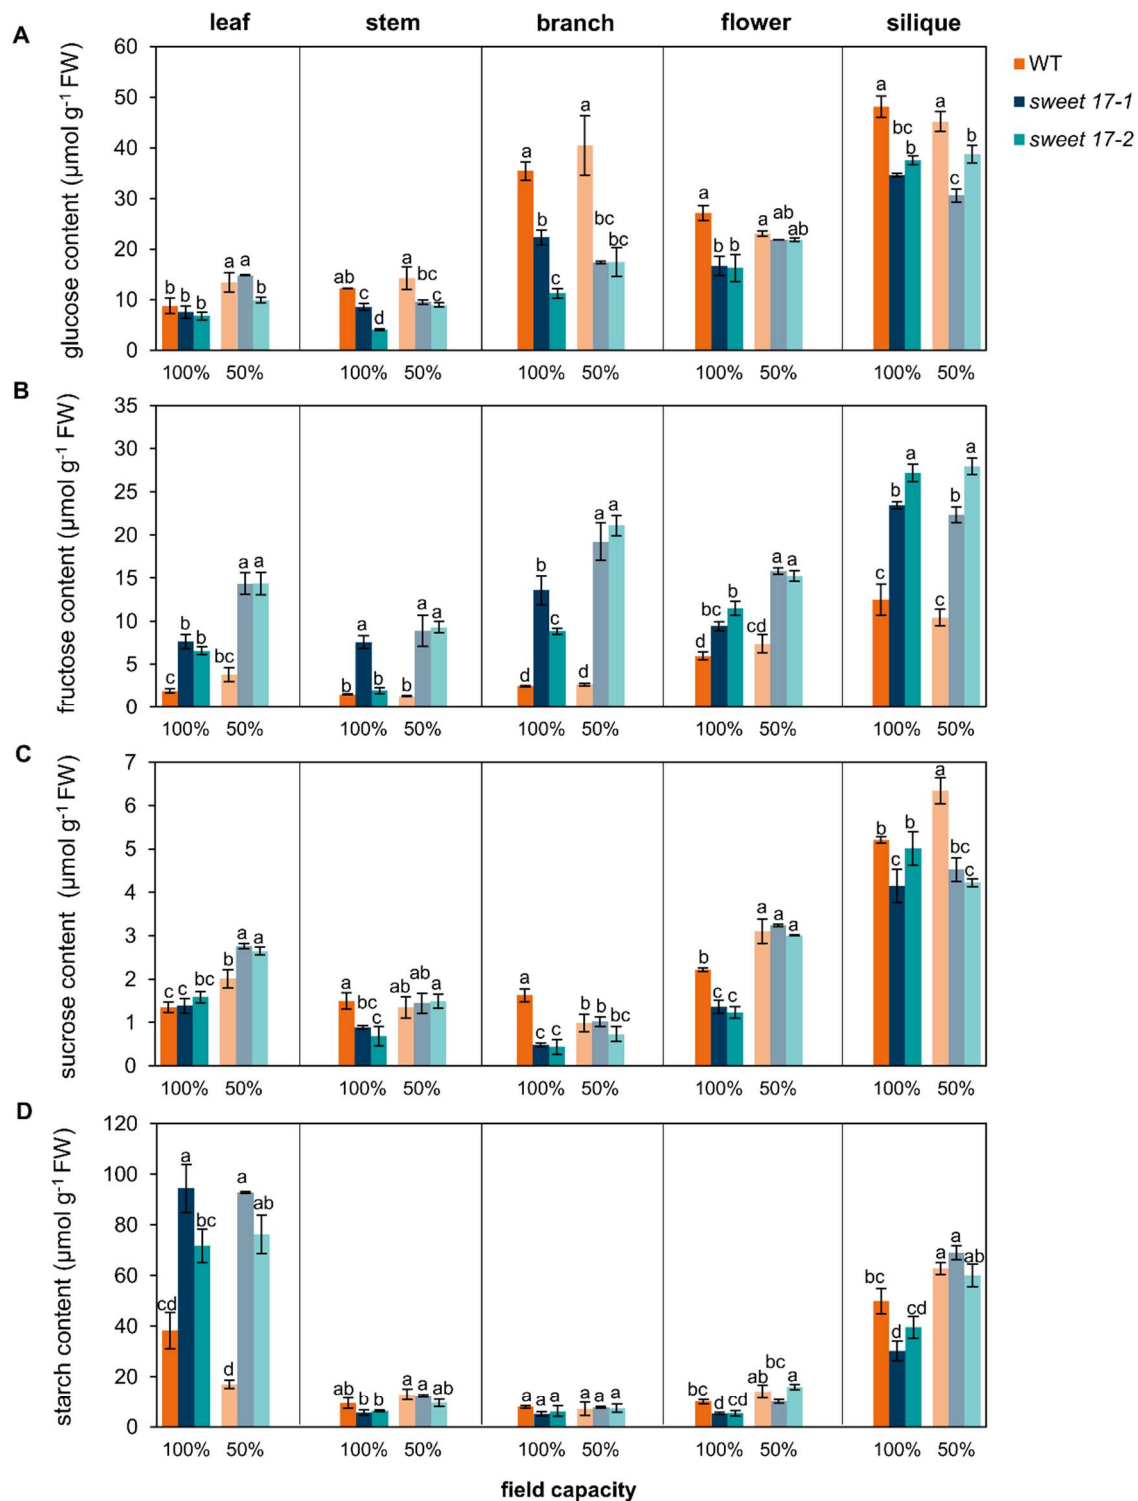 leaf stem branch flower silique
A
60
50
40
30
20
10
0
glucose content (µmol g⁻¹ FW)
b b b a a b
ab c d a bc c
a b c a bc bc
a b b a ab ab
a bc b a c b
100% 50% 100% 50% 100% 50% 100% 50% 100% 50%
WT
sweet 17-1
sweet 17-2
B
35
30
25
20
15
10
5
0
fructose content (µmol g⁻¹ FW)
c b b bc a a
b a b b a a
d b c d a a
d bc b cd a a
c b a c b a
100% 50% 100% 50% 100% 50% 100% 50% 100% 50%
C
7
6
5
4
3
2
1
0
sucrose content (µmol g⁻¹ FW)
c c bc b a a
a bc c ab ab a
a c c b b bc
b c c a a a
b c b a bc c
100% 50% 100% 50% 100% 50% 100% 50% 100% 50%
D
120
100
80
60
40
20
0
starch content (µmol g⁻¹ FW)
cd a bc d a ab
ab b b a a ab
a a a a a a
bc d cd ab bc a
bc d cd a a ab
100% 50% 100% 50% 100% 50% 100% 50% 100% 50%
field capacity